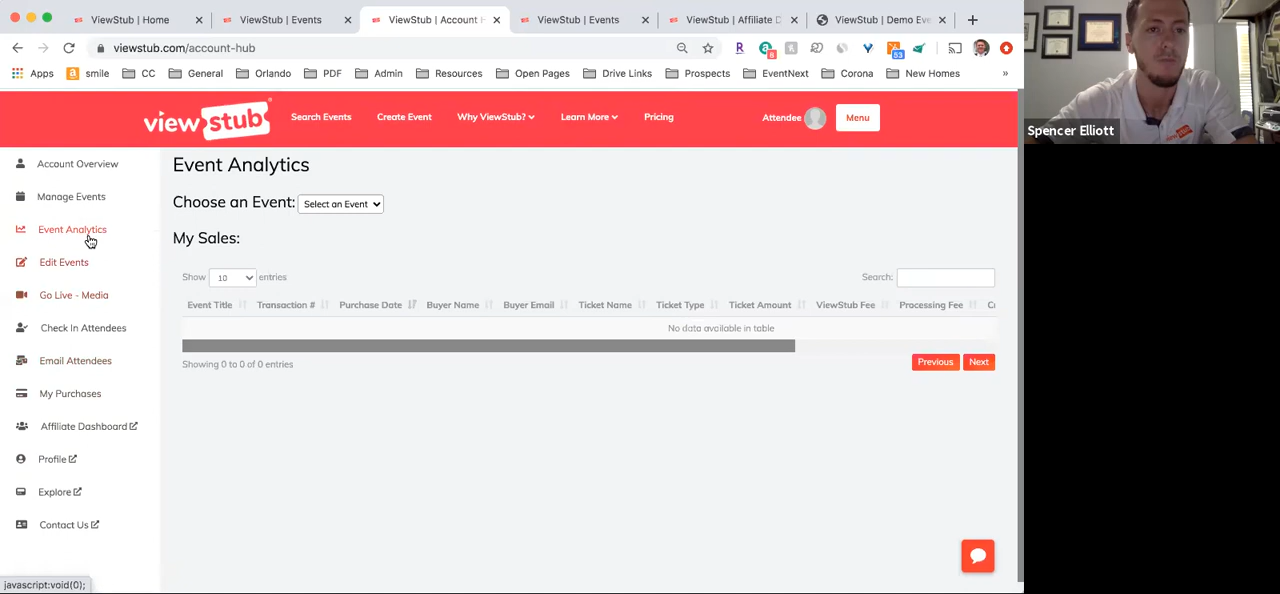 ViewStub | Home
ViewStub | Events
ViewStub | Account H
ViewStub | Events
ViewStub | Affiliate D
ViewStub | Demo Eve
viewstub.com/account-hub
8
53
Apps
smile
CC
General
Orlando
PDF
Admin
Resources
Open Pages
Drive Links
Prospects
EventNext
Corona
New Homes
»
view stub
Search Events
Create Event
Why ViewStub?
Learn More
Pricing
Attendee
Menu
Spencer Elliott
Account Overview
Manage Events
Event Analytics
Edit Events
Go Live - Media
Check In Attendees
Email Attendees
My Purchases
Affiliate Dashboard
Profile
Explore
Contact Us
Event Analytics
Choose an Event: Select an Event
My Sales:
Show 10 entries
Search:
Event Title Transaction # Purchase Date Buyer Name Buyer Email Ticket Name Ticket Type Ticket Amount ViewStub Fee Processing Fee
No data available in table
Showing 0 to 0 of 0 entries
Previous Next
javascript:void(0);